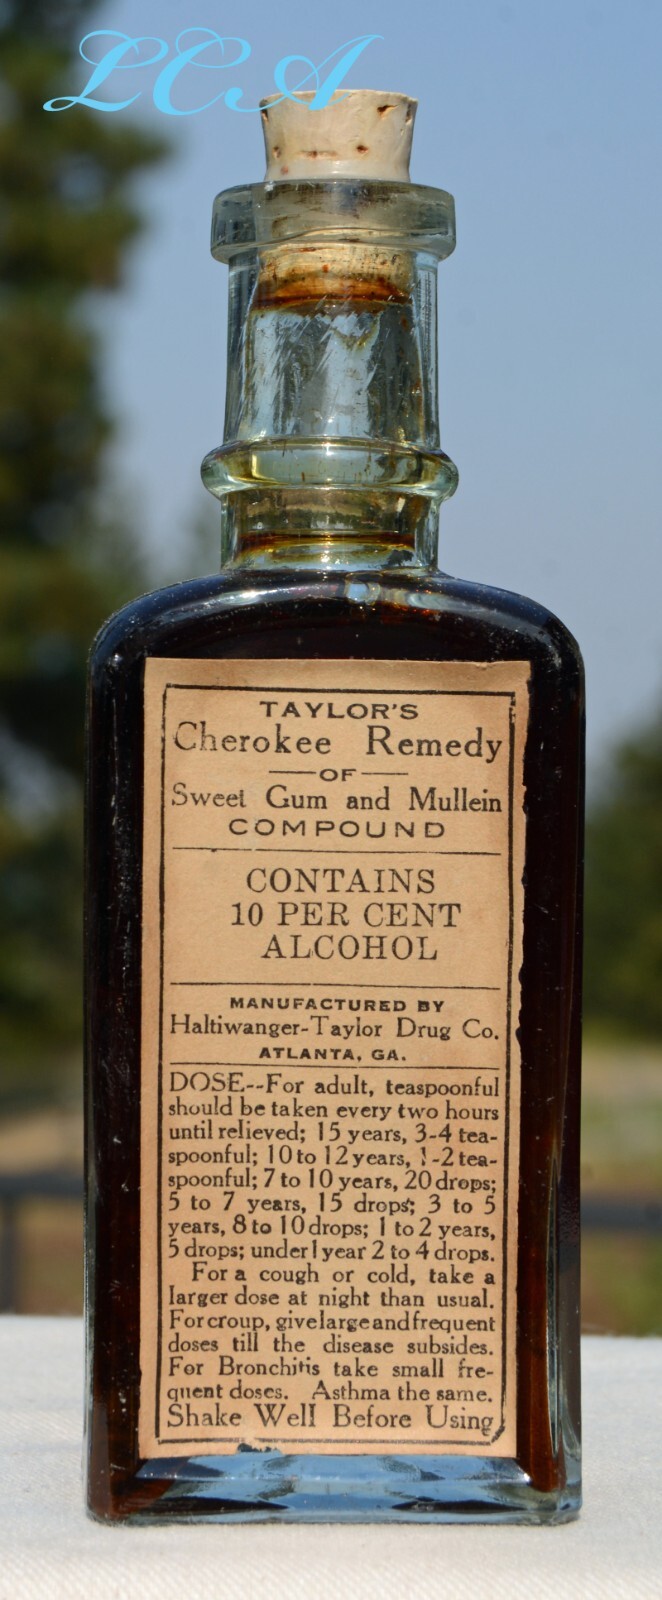 LCA
TAYLOR'S
Cherokee Remedy
OF
Sweet Gum and Mullein
COMPOUND
CONTAINS
10 PER CENT
ALCOHOL
MANUFACTURED BY
Haltiwanger-Taylor Drug Co.
ATLANTA, GA.
DOSE--For adult, teaspoonful
should be taken every two hours
until relieved; 15 years, 3-4 tea-
spoonful; 10 to 12 years, 1-2 tea-
spoonful; 7 to 10 years, 20 drops;
5 to 7 years, 15 drops; 3 to 5
years, 8 to 10 drops; 1 to 2 years,
5 drops; under 1 year 2 to 4 drops.
For a cough or cold, take a
larger dose at night than usual.
For croup, give large and frequent
doses till the disease subsides.
For Bronchitis take small fre-
quent doses. Asthma the same.
Shake Well Before Using